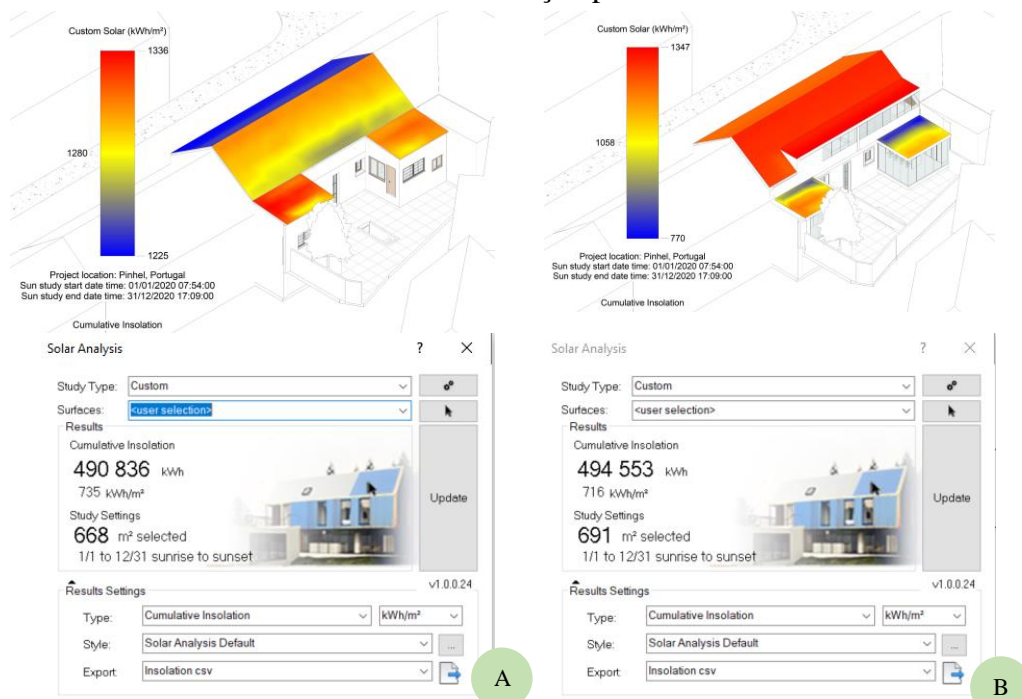 Custom Solar (kWh/m²)
1336
1280
1225
Project location: Pinhel, Portugal
Sun study start date time: 01/01/2020 07:54:00
Sun study end date time: 31/12/2020 17:09:00
Cumulative Insolation
Custom Solar (kWh/m²)
1347
1058
770
Project location: Pinhel, Portugal
Sun study start date time: 01/01/2020 07:54:00
Sun study end date time: 31/12/2020 17:09:00
Cumulative Insolation
Solar Analysis ? ×
Study Type: Custom
Surfaces: <user selection>
Results
Cumulative Insolation
490 836 kWh
735 kWh/m²
Update
Study Settings
668 m² selected
1/1 to 12/31 sunrise to sunset
v1.0.0.24
Results Settings
Type: Cumulative Insolation kWh/m²
Style: Solar Analysis Default ...
Export Insolation csv
A
Solar Analysis ? ×
Study Type: Custom
Surfaces: <user selection>
Results
Cumulative Insolation
494 553 kWh
716 kWh/m²
Update
Study Settings
691 m² selected
1/1 to 12/31 sunrise to sunset
v1.0.0.24
Results Settings
Type: Cumulative Insolation kWh/m²
Style: Solar Analysis Default ...
Export Insolation csv
B